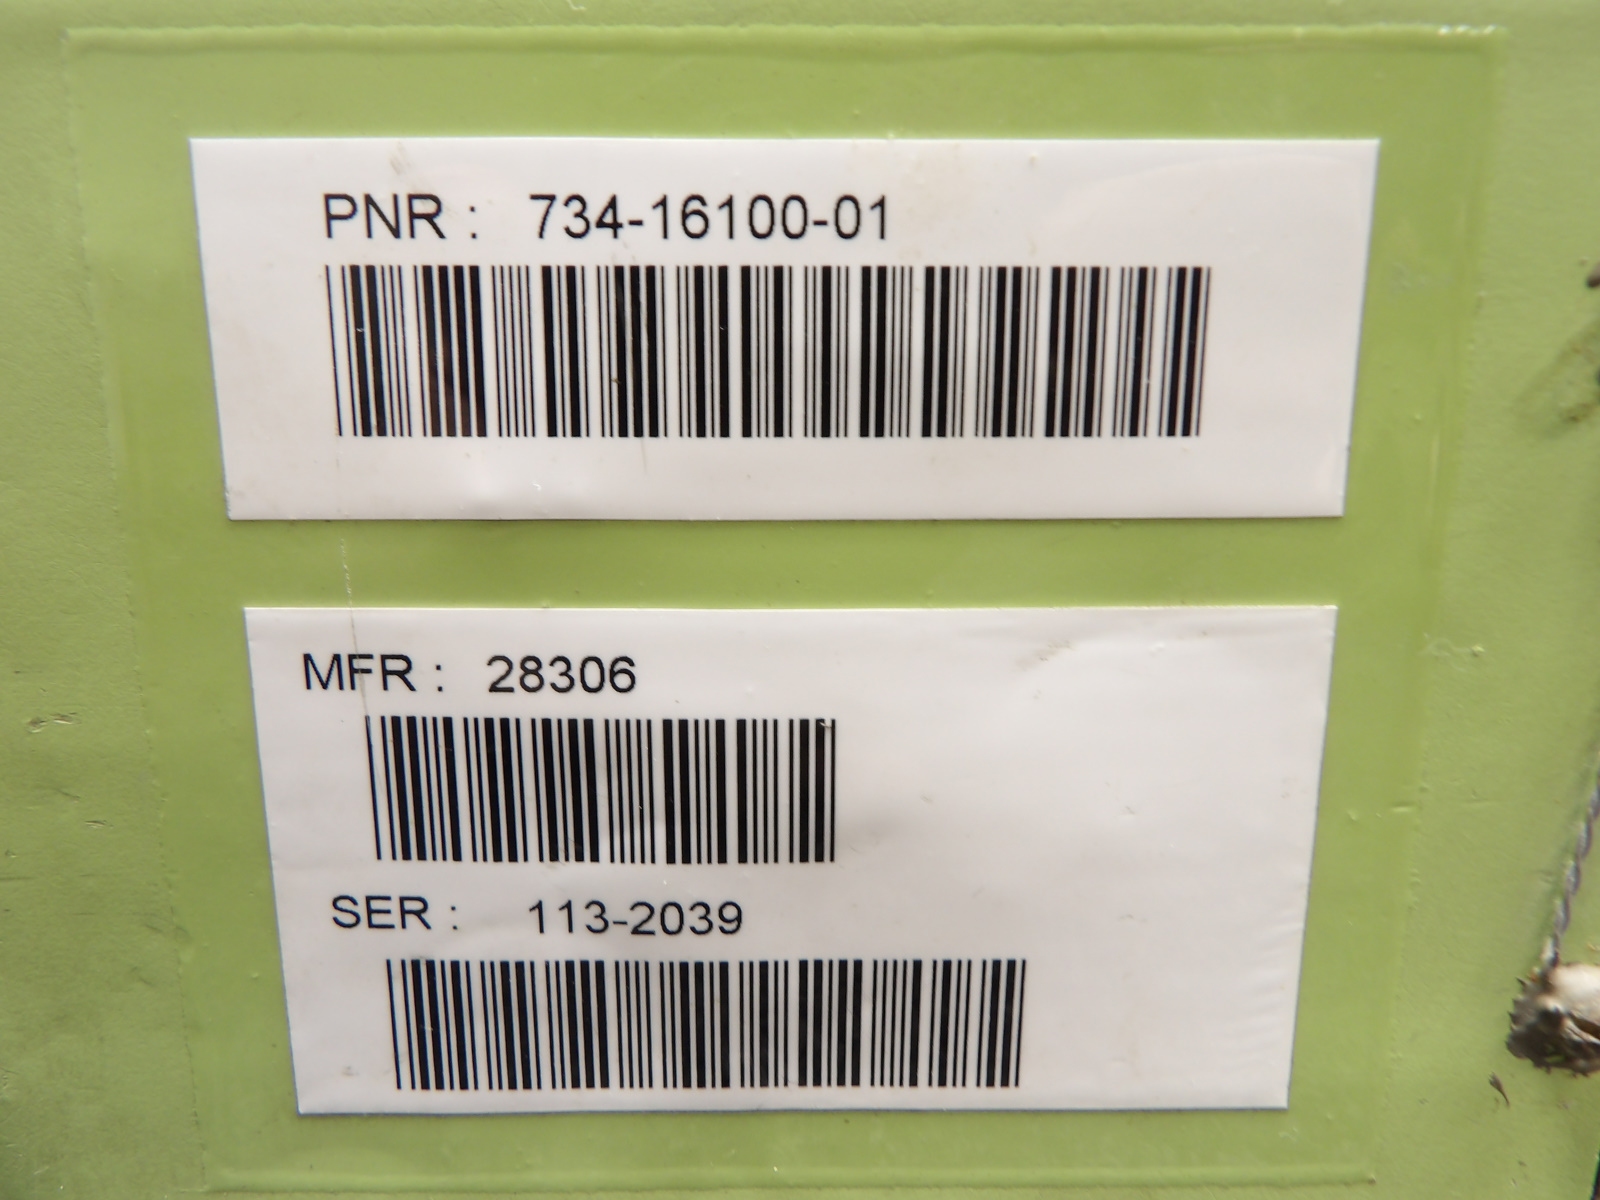 PNR : 734-16100-01
MFR : 28306
SER : 113-2039